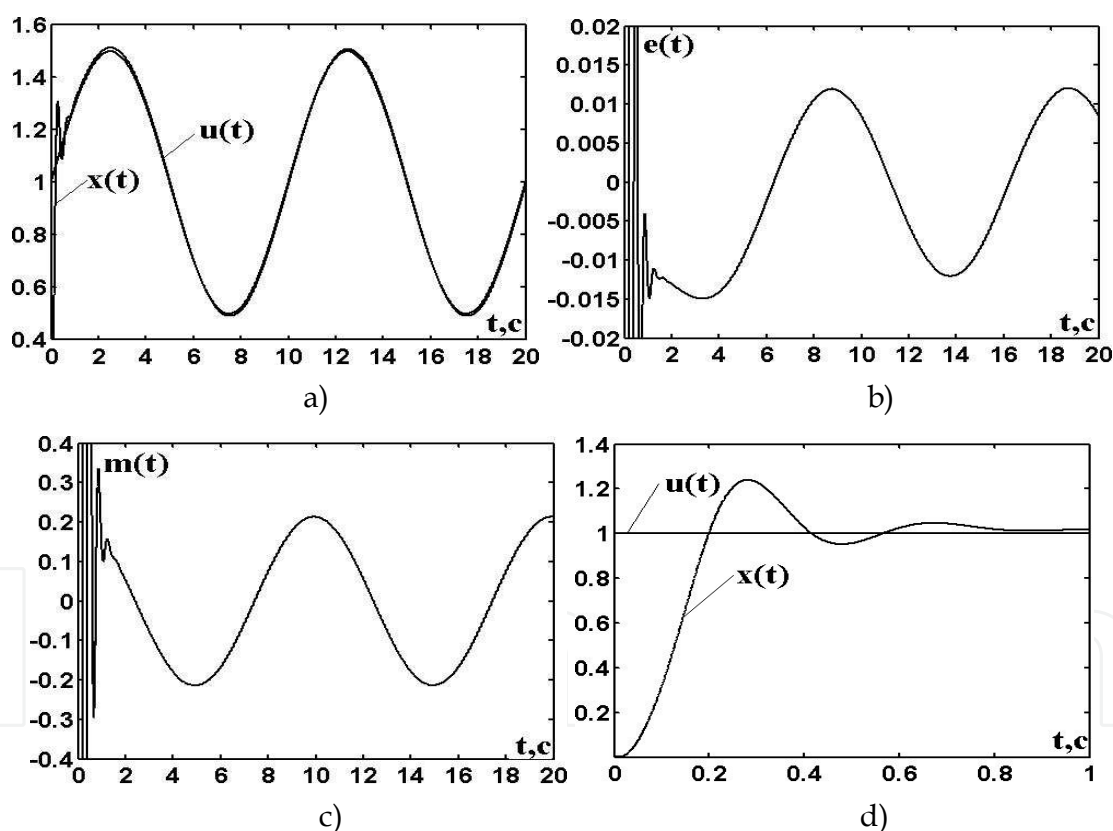 1.6
1.4
1.2
1
0.8
0.6
0.4
u(t)
x(t)
t,c
0 2 4 6 8 10 12 14 16 18 20
a)
0.02
0.015
0.01
0.005
0
-0.005
-0.01
-0.015
-0.02
e(t)
t,c
0 2 4 6 8 10 12 14 16 18 20
b)
0.4
0.3
0.2
0.1
0
-0.1
-0.2
-0.3
-0.4
m(t)
t,c
0 2 4 6 8 10 12 14 16 18 20
c)
1.4
1.2
1
0.8
0.6
0.4
0.2
u(t)
x(t)
t,c
0 0.2 0.4 0.6 0.8 1
d)